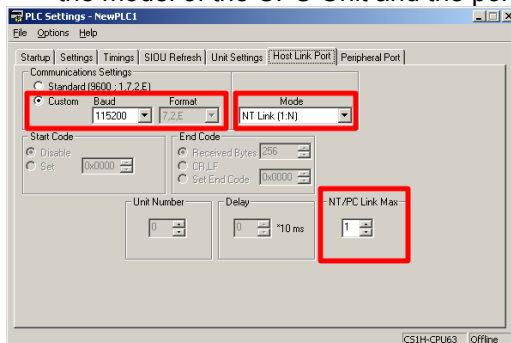 the Model of the CPU Unit and the por
PLC Settings - NewPLC1
File Options Help
Startup Settings Timings SIOU Refresh Unit Settings Host Link Port Peripheral Port
Communications Settings
Standard (9600 ; 1,7,2,E)
Custom Baud Format Mode
115200 7,2,E NT Link (1:N)
Start Code End Code
Disable Received Bytes 256
Set 0x0000 CR,LF
Set End Code 0x0000
Unit Number Delay NT/PC Link Max
0 0 *10 ms 1
CS1H-CPU63 Offline